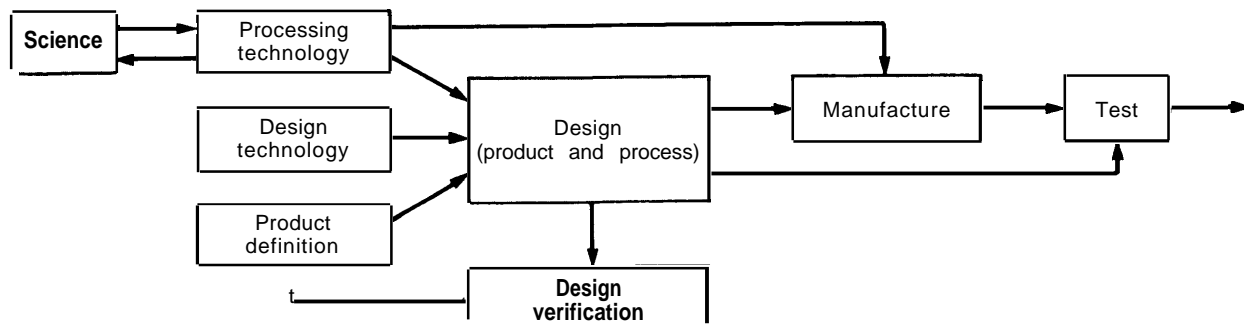 Science
Processing
technology
Design
technology
Product
definition
Design
(product and process)
Manufacture
Test
Design
verification
t